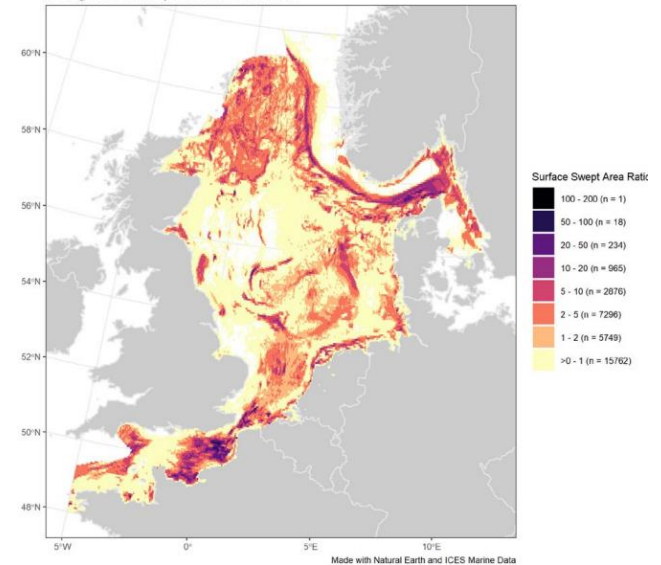 60°N
58°N
56°N
54°N
52°N
50°N
48°N
5°W 0° 5°E 10°E
Surface Swept Area Ratio
100 - 200 (n = 1)
50 - 100 (n = 18)
20 - 50 (n = 234)
10 - 20 (n = 965)
5 - 10 (n = 2876)
2 - 5 (n = 7296)
1 - 2 (n = 5749)
>0 - 1 (n = 15762)
Made with Natural Earth and ICES Marine Data